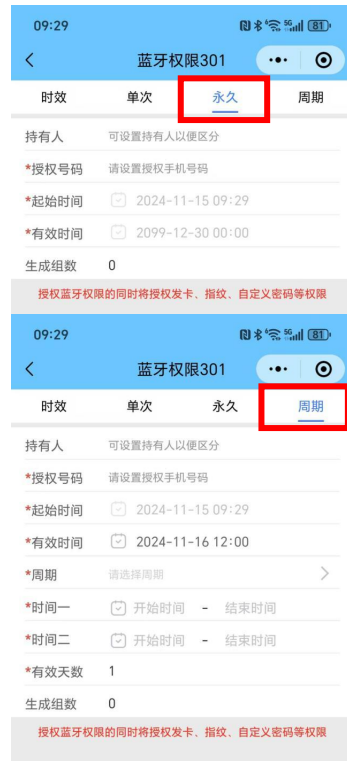 09:29 5G 81
蓝牙权限301
时效 单次 永久 周期
持有人 可设置持有人以便区分
*授权号码 请设置授权手机号码
*起始时间 2024-11-15 09:29
*有效时间 2099-12-30 00:00
生成组数 0
授权蓝牙权限的同时将授权发卡、指纹、自定义密码等权限
09:29 5G 81
蓝牙权限301
时效 单次 永久 周期
持有人 可设置持有人以便区分
*授权号码 请设置授权手机号码
*起始时间 2024-11-15 09:29
*有效时间 2024-11-16 12:00
*周期 请选择周期
*时间一 开始时间 - 结束时间
*时间二 开始时间 - 结束时间
*有效天数 1
生成组数 0
授权蓝牙权限的同时将授权发卡、指纹、自定义密码等权限